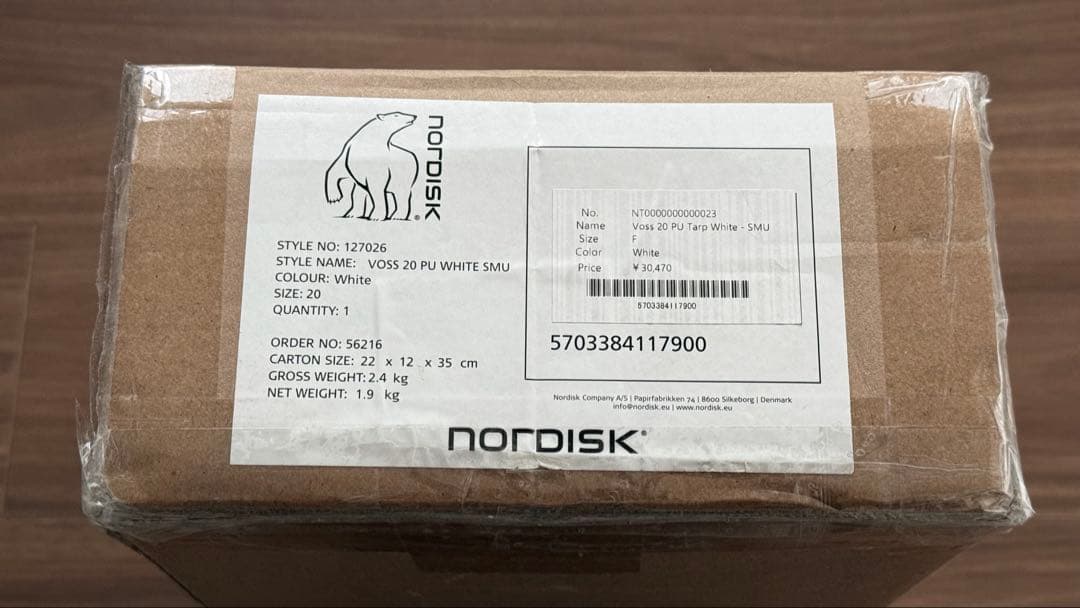 NORDISK®
STYLE NO: 127026
STYLE NAME: VOSS 20 PU WHITE SMU
COLOUR: White
SIZE: 20
QUANTITY: 1
ORDER NO: 56216
CARTON SIZE: 22 x 12 x 35 cm
GROSS WEIGHT: 2.4 kg
NET WEIGHT: 1.9 kg
No. NT0000000000023
Name Voss 20 PU Tarp White - SMU
Size F
Color White
Price ¥30,470
5703384117900
5703384117900
Nordisk Company A/S | Papirfabrikken 74 | 8600 Silkeborg | Denmark
info@nordisk.eu | www.nordisk.eu
NORDISK®